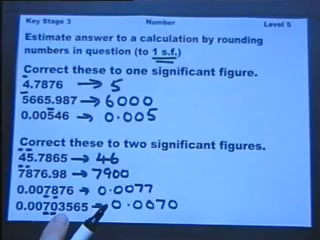 Key Stage 3 Number Level 5
Estimate answer to a calculation by rounding
numbers in question (to 1 s.f.)
Correct these to one significant figure.
4.7876 → 5
5665.987 → 6000
0.00546 → 0.005
Correct these to two significant figures.
45.7865 → 46
7876.98 → 7900
0.007876 → 0.0077
0.00703565 → 0.0070